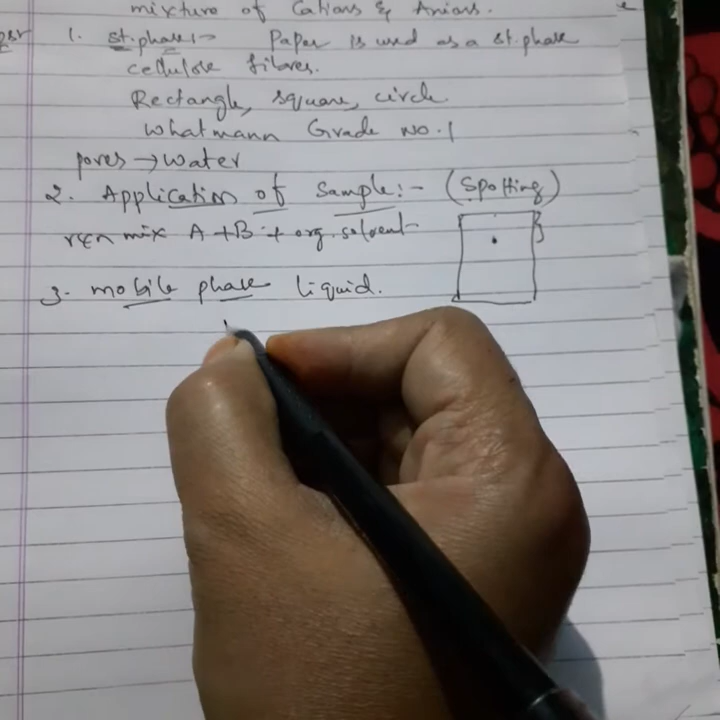 mixture of Cations & Anions.
1. st.phase:- Paper is used as a st.phase
cellulose fibres.
Rectangle, square, circle.
Whatmann Grade No.1
pores → water
2. Application of Sample:- (Spotting)
rxn mix A + B + org. solvent
3. mobile phase liquid.